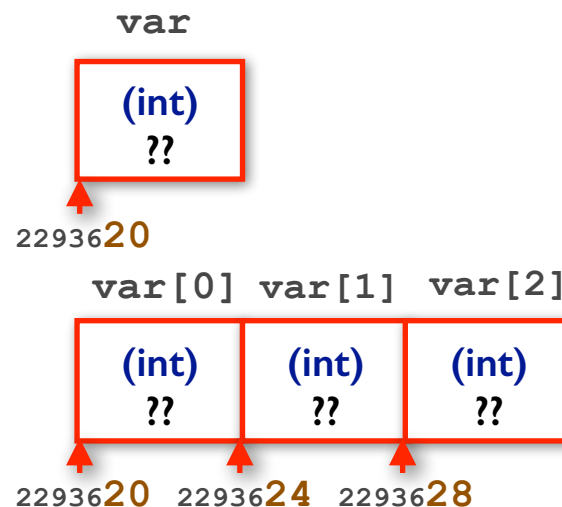 var
(int)
??
2293620
var[0] var[1] var[2]
(int) (int) (int)
?? ?? ??
2293620 2293624 2293628